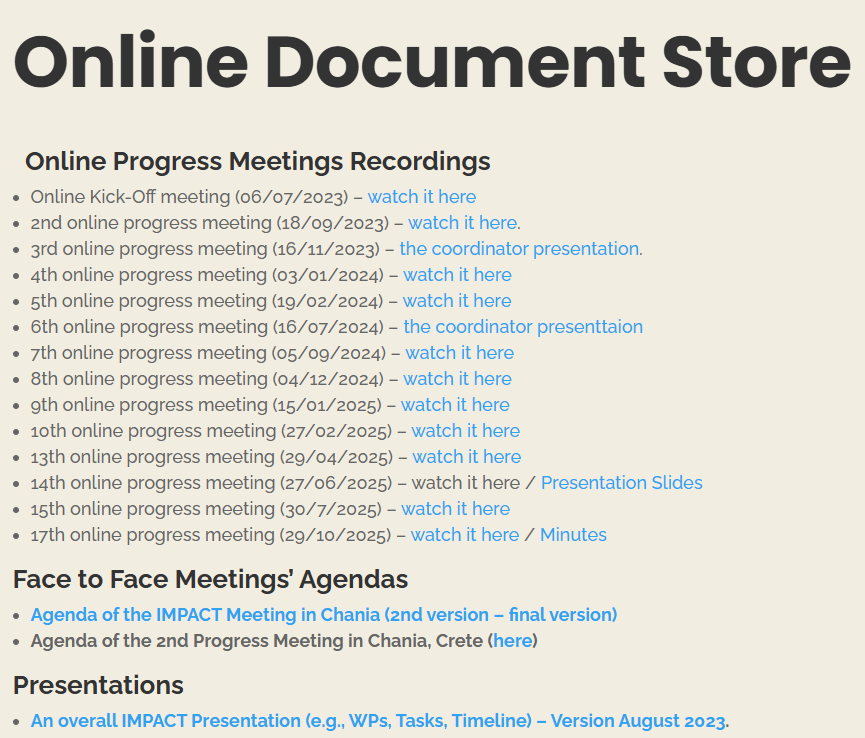 Online Document Store
Online Progress Meetings Recordings
Online Kick-Off meeting (06/07/2023) – watch it here
2nd online progress meeting (18/09/2023) – watch it here.
3rd online progress meeting (16/11/2023) – the coordinator presentation.
4th online progress meeting (03/01/2024) – watch it here
5th online progress meeting (19/02/2024) – watch it here
6th online progress meeting (16/07/2024) – the coordinator presenttaion
7th online progress meeting (05/09/2024) – watch it here
8th online progress meeting (04/12/2024) – watch it here
9th online progress meeting (15/01/2025) – watch it here
10th online progress meeting (27/02/2025) – watch it here
13th online progress meeting (29/04/2025) – watch it here
14th online progress meeting (27/06/2025) – watch it here / Presentation Slides
15th online progress meeting (30/7/2025) – watch it here
17th online progress meeting (29/10/2025) – watch it here / Minutes
Face to Face Meetings’ Agendas
Agenda of the IMPACT Meeting in Chania (2nd version – final version)
Agenda of the 2nd Progress Meeting in Chania, Crete (here)
Presentations
An overall IMPACT Presentation (e.g., WPs, Tasks, Timeline) – Version August 2023.